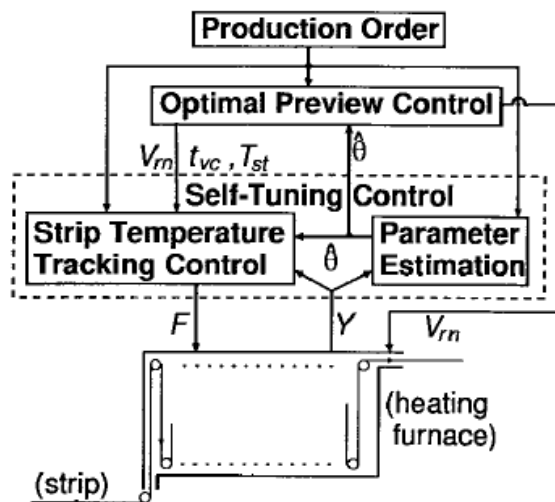 Production Order
Optimal Preview Control
V_rn t_vc , T_st
θ̂
Self-Tuning Control
Strip Temperature
Tracking Control
θ̂
Parameter
Estimation
F
Y
V_rn
(heating
furnace)
(strip)